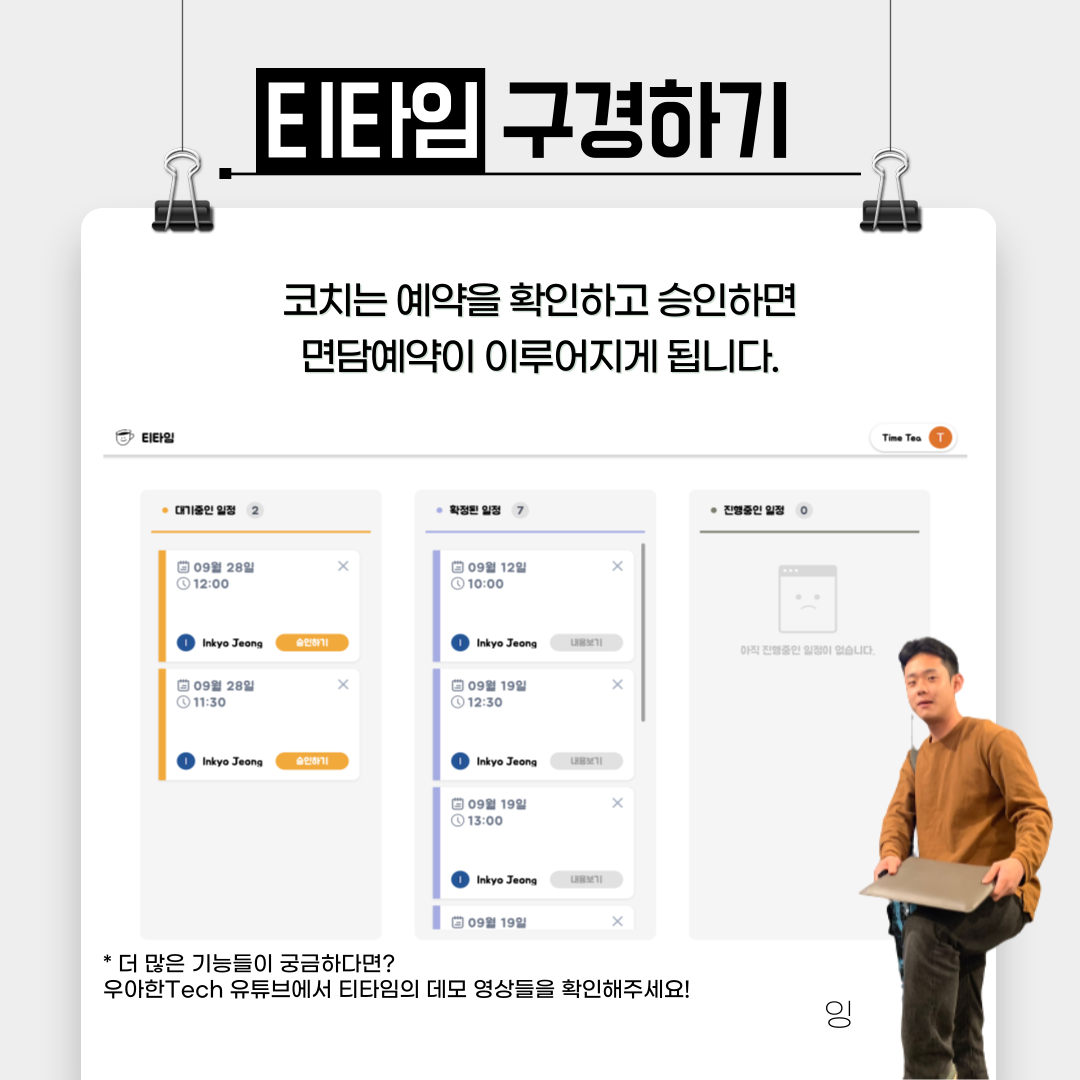 티타임 구경하기
코치는 예약을 확인하고 승인하면
면담예약이 이루어지게 됩니다.
티타임
Time Tea T
대기중인 일정 2
09월 28일
12:00
I Inkyo Jeong 승인하기
09월 28일
11:30
I Inkyo Jeong 승인하기
확정된 일정 7
09월 12일
10:00
I Inkyo Jeong 내용보기
09월 19일
12:30
I Inkyo Jeong 내용보기
09월 19일
13:00
I Inkyo Jeong 내용보기
09월 19일
진행중인 일정 0
아직 진행중인 일정이 없습니다.
* 더 많은 기능들이 궁금하다면?
우아한Tech 유튜브에서 티타임의 데모 영상들을 확인해주세요!
잉